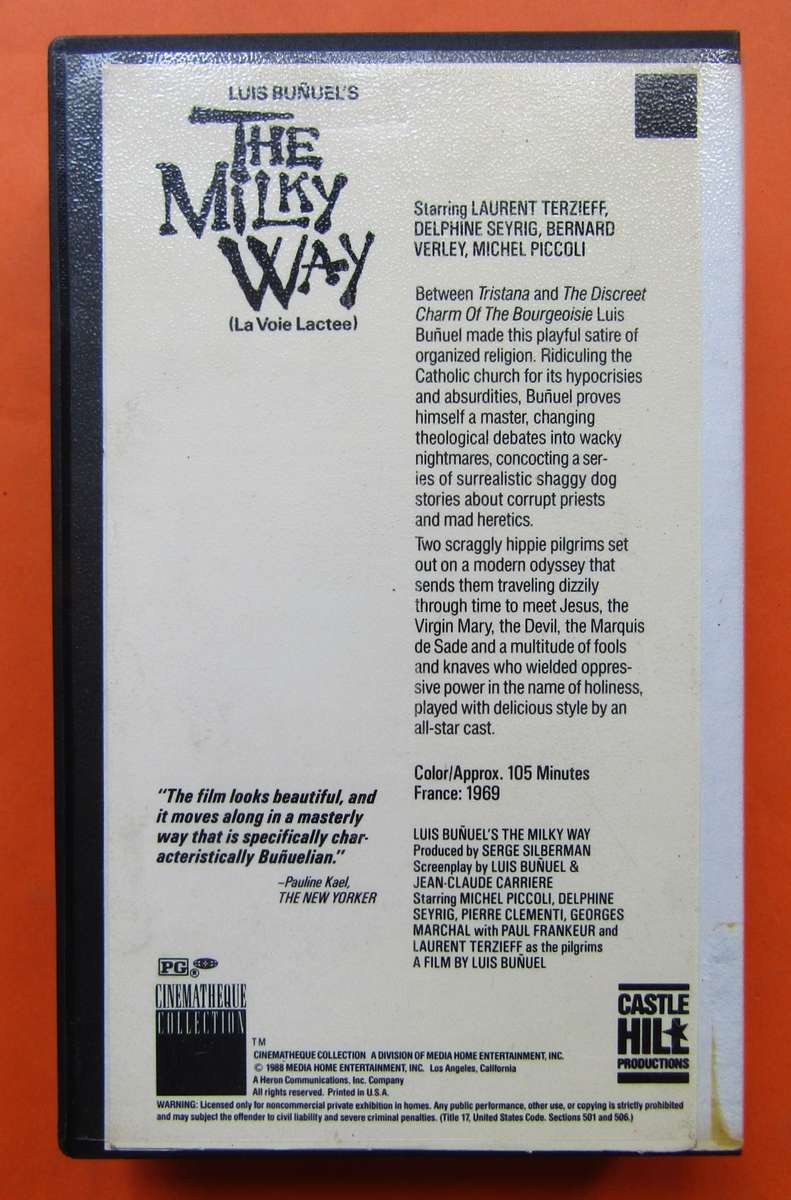 LUIS BUÑUEL'S
THE
MILKY
WAY
(La Voie Lactee)
Starring LAURENT TERZIEFF,
DELPHINE SEYRIG, BERNARD
VERLEY, MICHEL PICCOLI
Between Tristana and The Discreet
Charm Of The Bourgeoisie Luis
Buñuel made this playful satire of
organized religion. Ridiculing the
Catholic church for its hypocrisies
and absurdities, Buñuel proves
himself a master, changing
theological debates into wacky
nightmares, concocting a ser-
ies of surrealistic shaggy dog
stories about corrupt priests
and mad heretics.
Two scraggly hippie pilgrims set
out on a modern odyssey that
sends them traveling dizzily
through time to meet Jesus, the
Virgin Mary, the Devil, the Marquis
de Sade and a multitude of fools
and knaves who wielded oppres-
sive power in the name of holiness,
played with delicious style by an
all-star cast.
Color/Approx. 105 Minutes
France: 1969
"The film looks beautiful, and
it moves along in a masterly
way that is specifically char-
acteristically Buñuelian."
–Pauline Kael,
THE NEW YORKER
LUIS BUÑUEL'S THE MILKY WAY
Produced by SERGE SILBERMAN
Screenplay by LUIS BUÑUEL &
JEAN-CLAUDE CARRIERE
Starring MICHEL PICCOLI, DELPHINE
SEYRIG, PIERRE CLEMENTI, GEORGES
MARCHAL with PAUL FRANKEUR and
LAURENT TERZIEFF as the pilgrims
A FILM BY LUIS BUÑUEL
PG ®
CINEMATHEQUE
COLLECTION
TM
CASTLE
HILL
PRODUCTIONS
CINEMATHEQUE COLLECTION A DIVISION OF MEDIA HOME ENTERTAINMENT, INC.
© 1988 MEDIA HOME ENTERTAINMENT, INC. Los Angeles, California
A Heron Communications, Inc. Company
All rights reserved. Printed in U.S.A.
WARNING: Licensed only for noncommercial private exhibition in homes. Any public performance, other use, or copying is strictly prohibited
and may subject the offender to civil liability and severe criminal penalties. (Title 17, United States Code. Sections 501 and 506.)